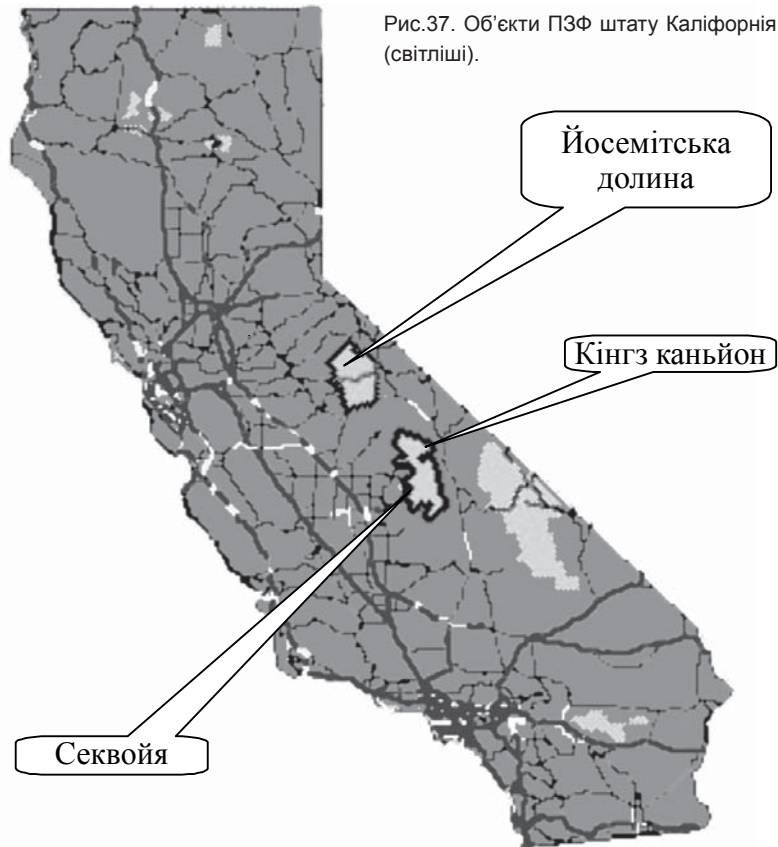 Рис.37. Об’єкти ПЗФ штату Каліфорнія
(світліші).
Йосемітська
долина
Кінгз каньйон
Секвойя